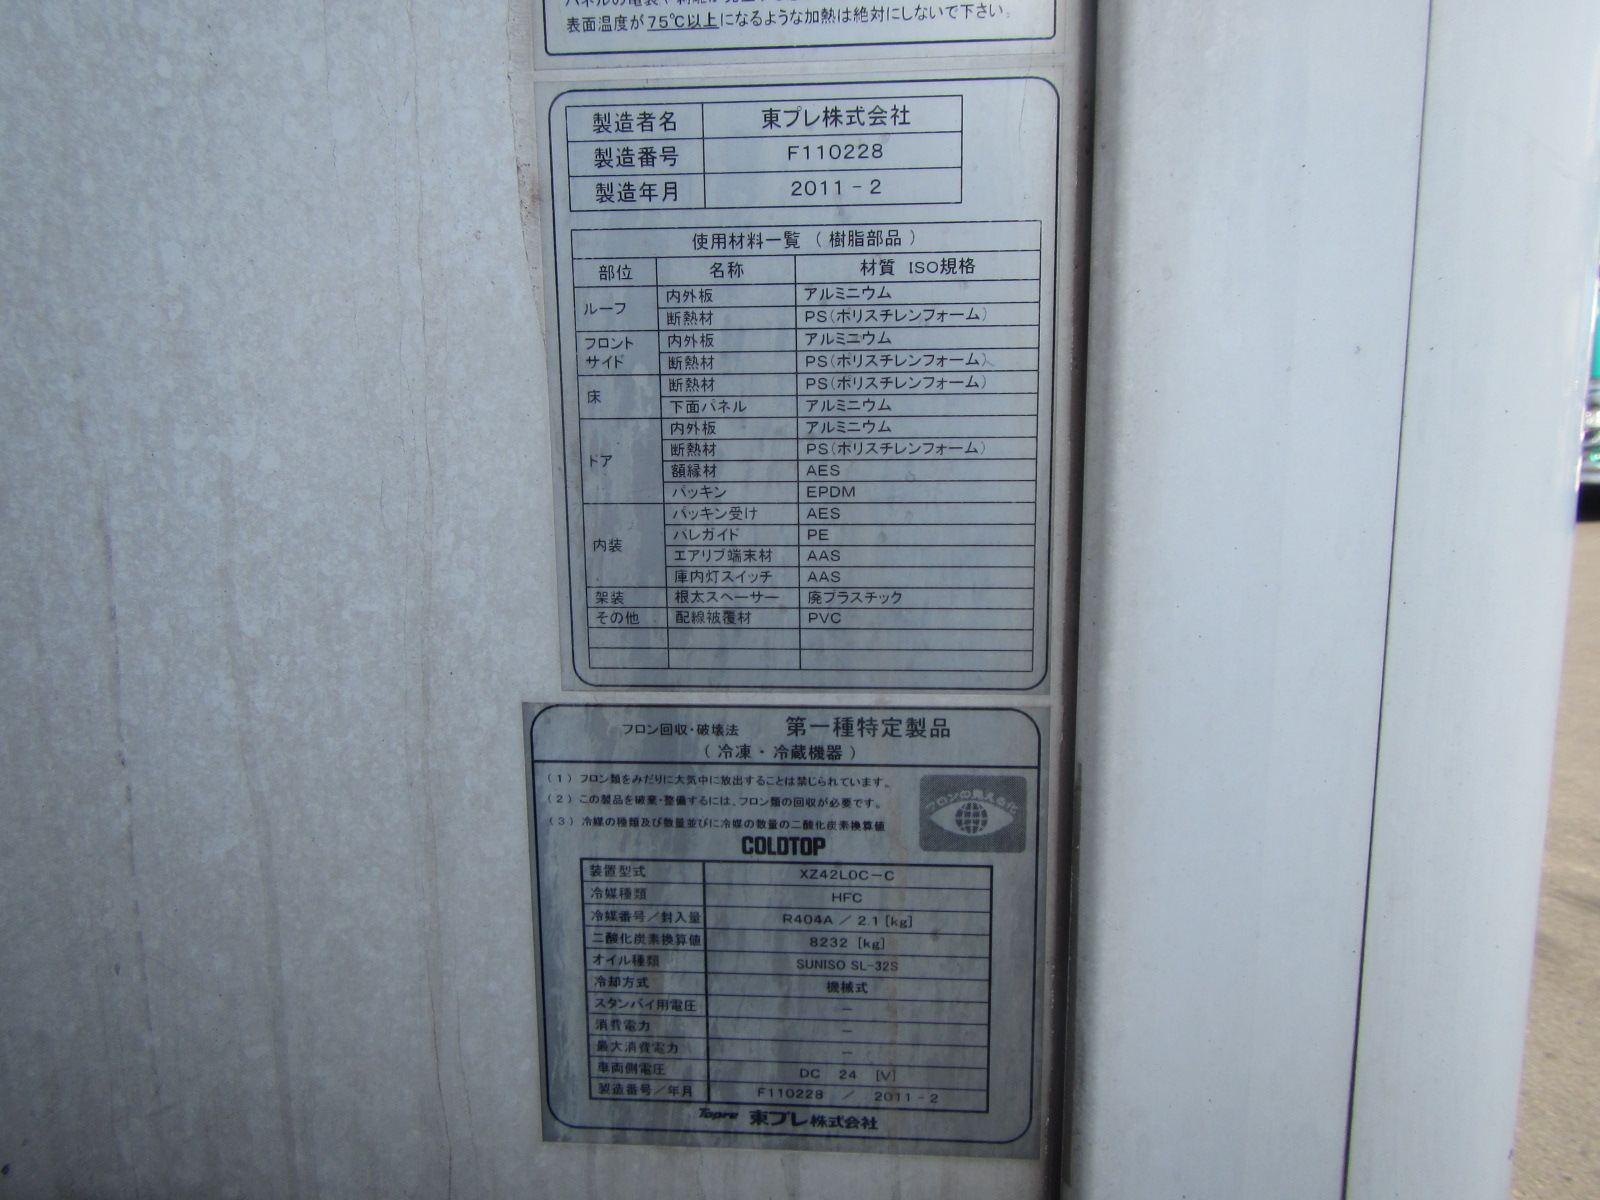 表面温度が75℃以上になるような加熱は絶対にしないで下さい。
製造者名 東プレ株式会社
製造番号 F110228
製造年月 2011-2
使用材料一覧 (樹脂部品)
部位 名称 材質 ISO規格
ルーフ 内外板 アルミニウム
断熱材 PS(ポリスチレンフォーム)
フロント サイド 内外板 アルミニウム
断熱材 PS(ポリスチレンフォーム)
床 断熱材 PS(ポリスチレンフォーム)
下面パネル アルミニウム
ドア 内外板 アルミニウム
断熱材 PS(ポリスチレンフォーム)
額縁材 AES
パッキン EPDM
内装 パッキン受け AES
パレガイド PE
エアリブ端末材 AAS
庫内灯スイッチ AAS
架装 根太スペーサー 廃プラスチック
その他 配線被覆材 PVC
フロン回収・破壊法 第一種特定製品
(冷凍・冷蔵機器)
(1) フロン類をみだりに大気中に放出することは禁じられています。
(2) この製品を破棄・整備するには、フロン類の回収が必要です。
(3) 冷媒の種類及び数量並びに冷媒の数量の二酸化炭素換算値
フロンの見える化
COLDTOP
装置型式 XZ42LOC-C
冷媒種類 HFC
冷媒番号/封入量 R404A / 2.1 [kg]
二酸化炭素換算値 8232 [kg]
オイル種類 SUNISO SL-32S
冷却方式 機械式
スタンバイ用電圧 —
消費電力 —
最大消費電力 —
車両側電圧 DC 24 [V]
製造番号/年月 F110228 / 2011-2
Topre 東プレ株式会社